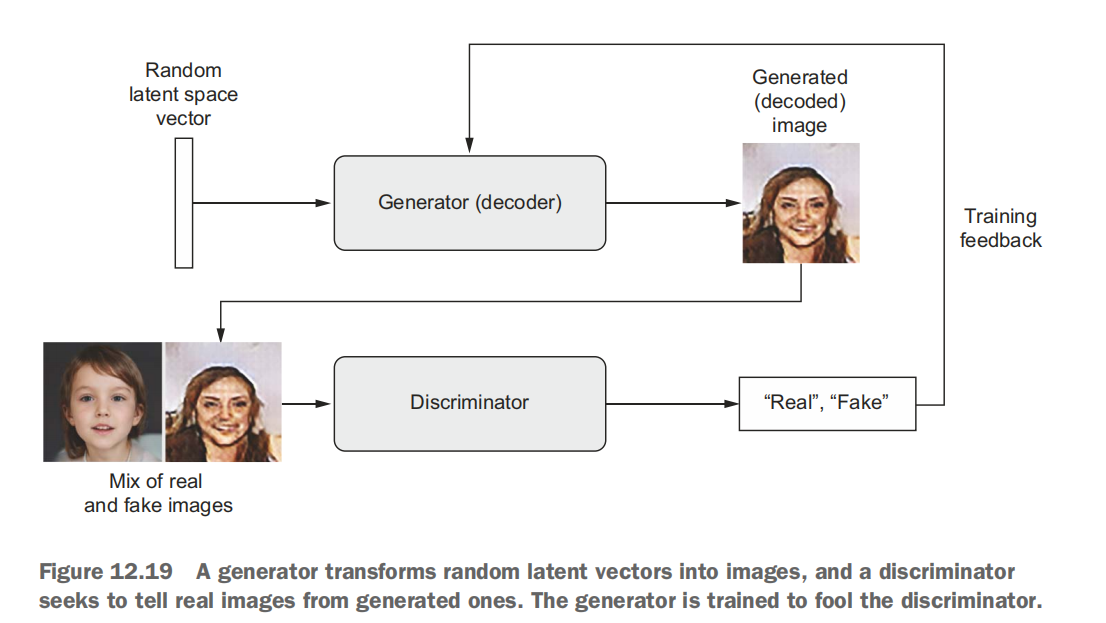 Random
latent space
vector
Generator (decoder)
Generated
(decoded)
image
Training
feedback
Mix of real
and fake images
Discriminator
“Real”, “Fake”
Figure 12.19 A generator transforms random latent vectors into images, and a discriminator
seeks to tell real images from generated ones. The generator is trained to fool the discriminator.